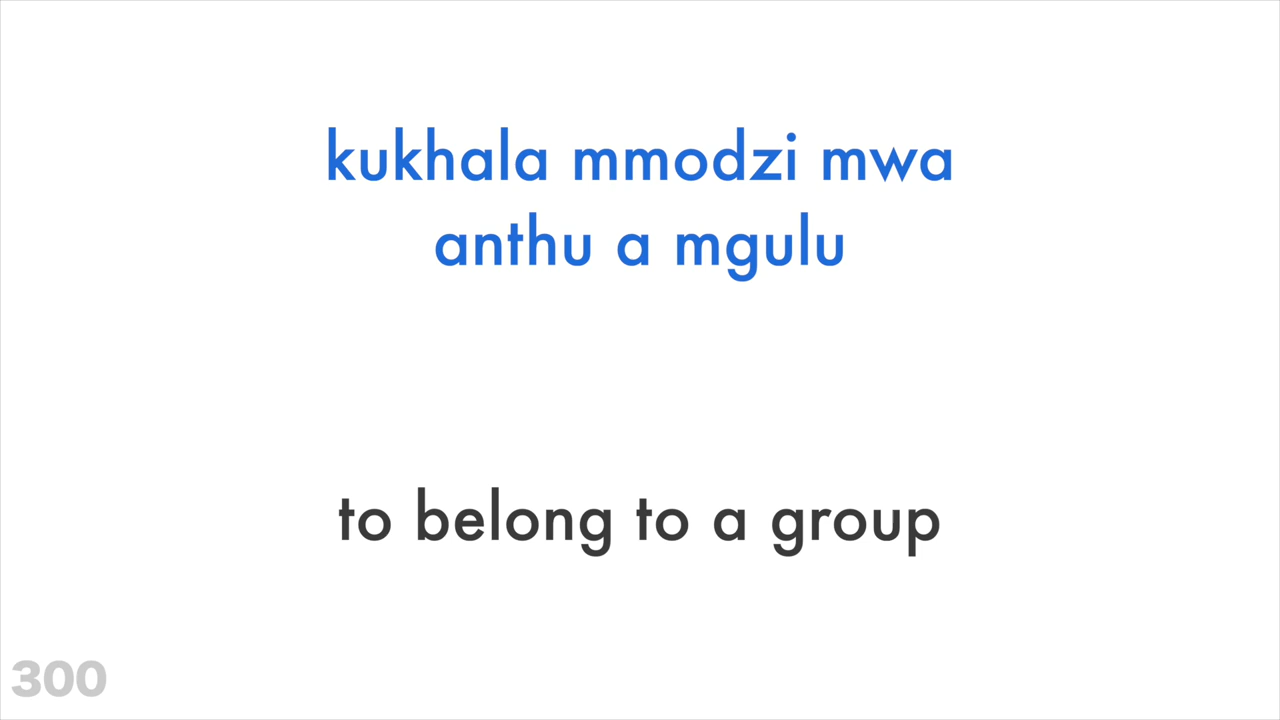 kukhala mmodzi mwa
anthu a mgulu
to belong to a group
300